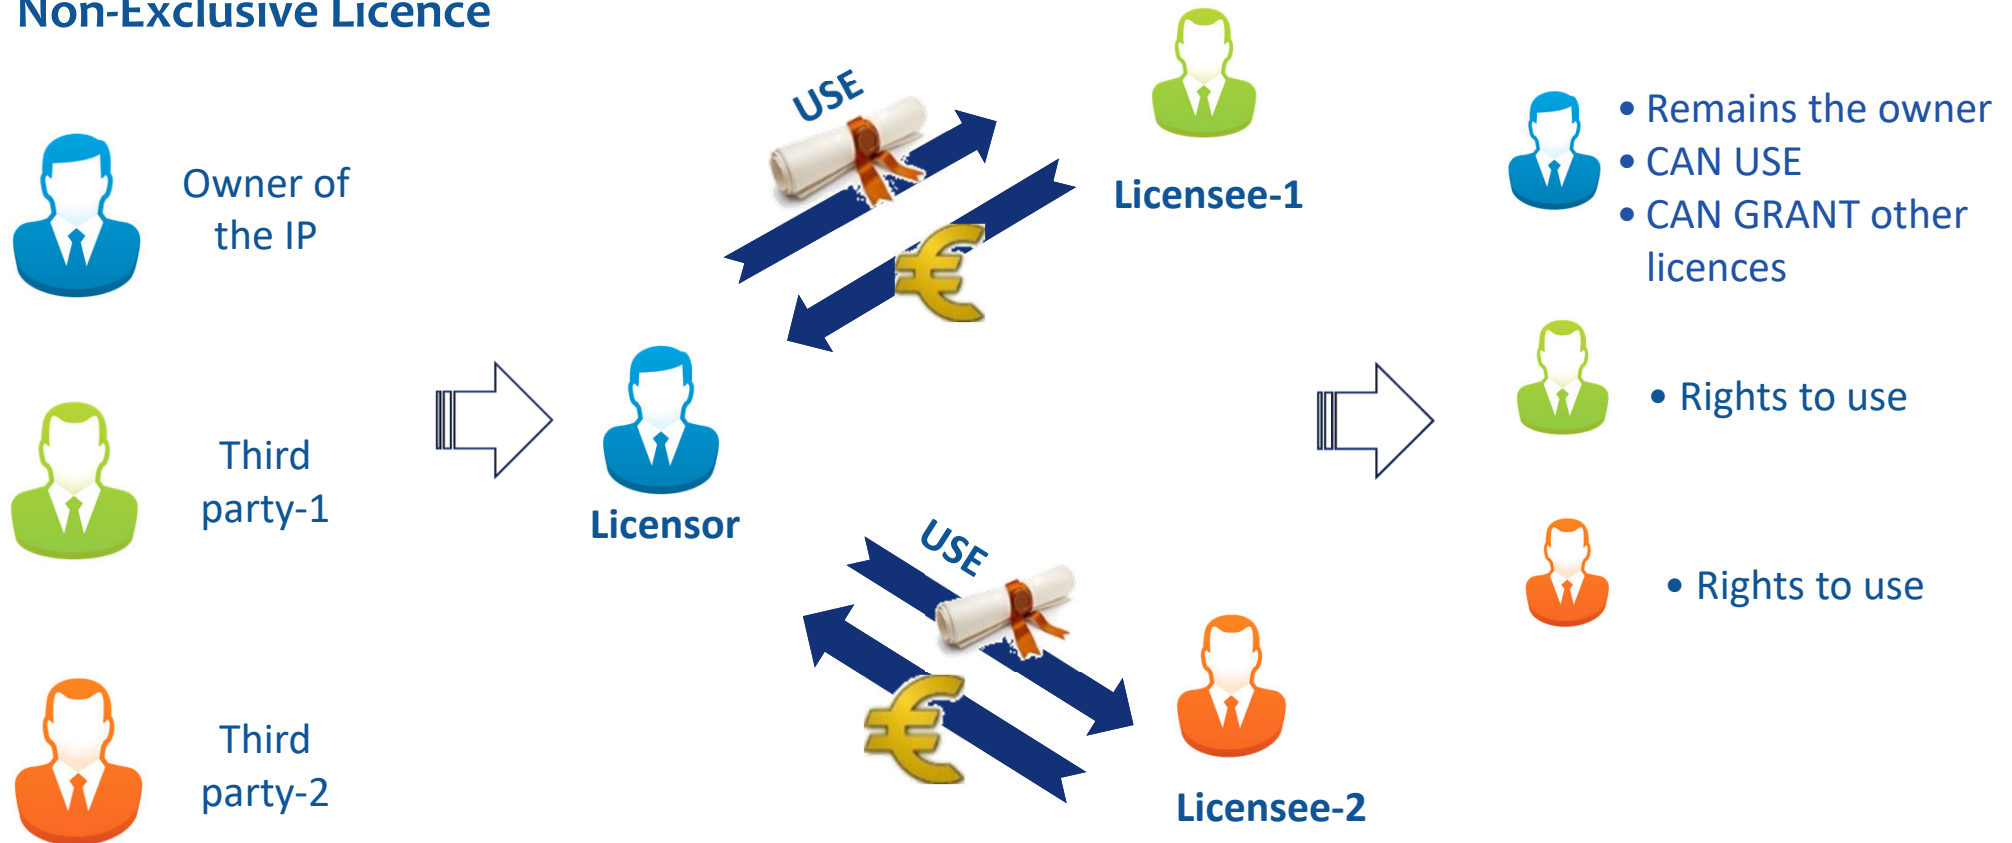 Non-Exclusive Licence
Owner of
the IP
Third
party-1
Third
party-2
USE
Licensee-1
Licensor
USE
Licensee-2
• Remains the owner
• CAN USE
• CAN GRANT other
licences
• Rights to use
• Rights to use